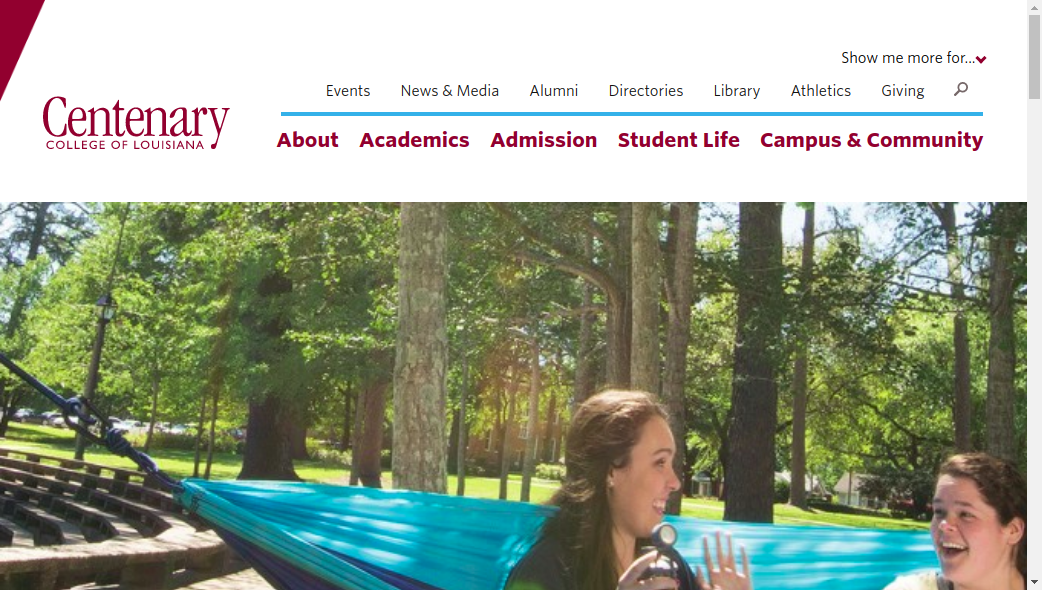 Show me more for...
Events News & Media Alumni Directories Library Athletics Giving
Centenary
COLLEGE OF LOUISIANA
About Academics Admission Student Life Campus & Community